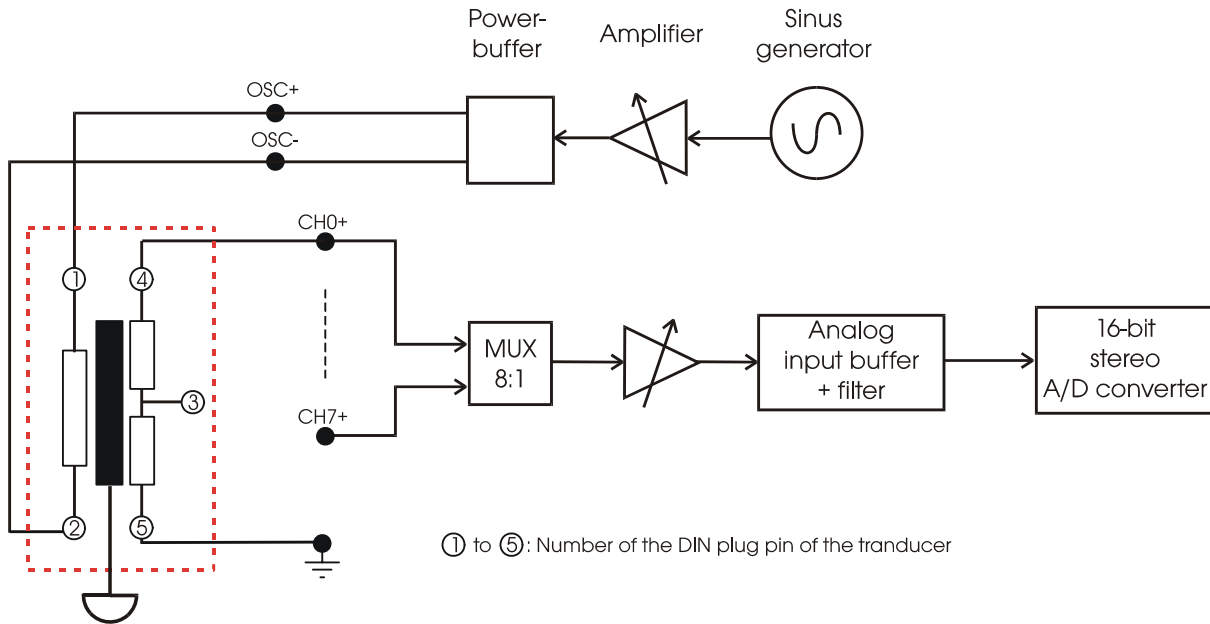 Power-
buffer
Amplifier
Sinus
generator
OSC+
OSC-
CH0+
① ④
③
② ⑤
MUX
8:1
Analog
input buffer
+ filter
16-bit
stereo
A/D converter
CH7+
① to ⑤: Number of the DIN plug pin of the tranducer